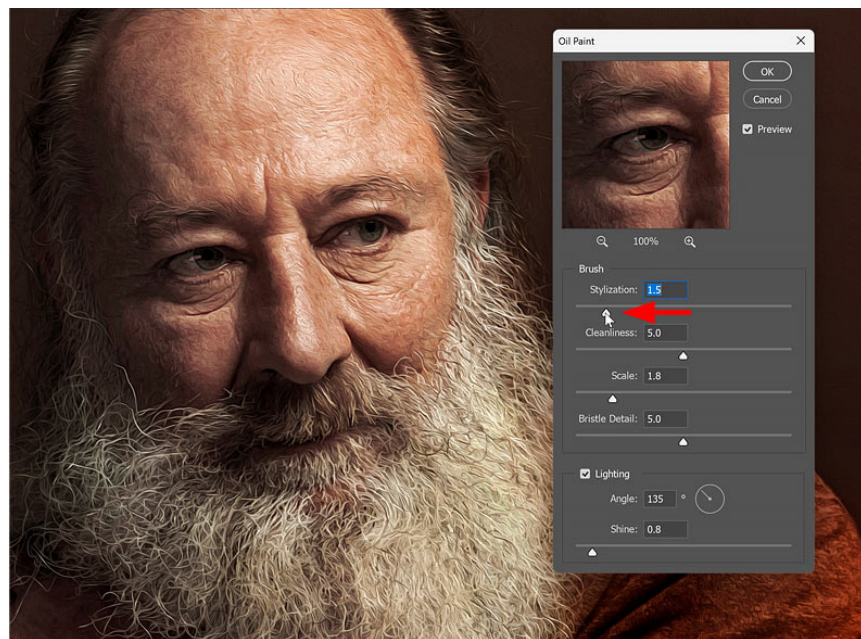 Oil Paint
OK
Cancel
Preview
100%
Brush
Stylization: 1.5
Cleanliness: 5.0
Scale: 1.8
Bristle Detail: 5.0
Lighting
Angle: 135 °
Shine: 0.8